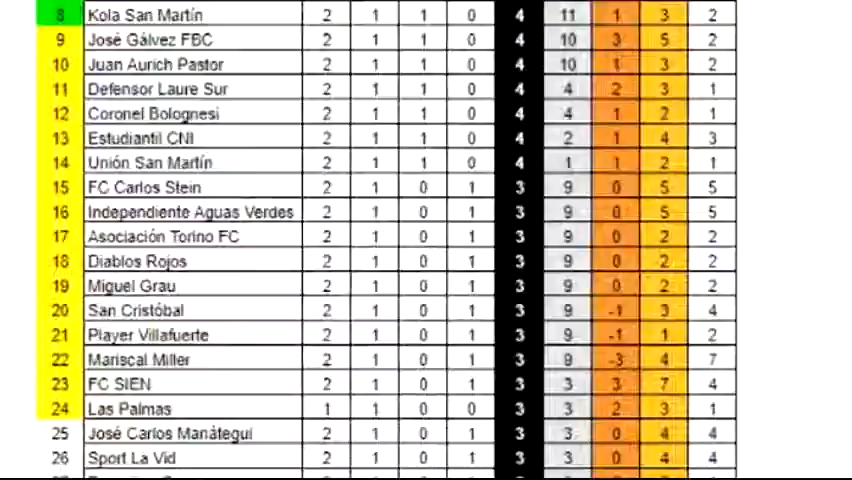 8 Kola San Martín 2 1 1 0 4 11 1 3 2
9 José Gálvez FBC 2 1 1 0 4 10 3 5 2
10 Juan Aurich Pastor 2 1 1 0 4 10 1 3 2
11 Defensor Laure Sur 2 1 1 0 4 4 2 3 1
12 Coronel Bolognesi 2 1 1 0 4 4 1 2 1
13 Estudiantil CNI 2 1 1 0 4 2 1 4 3
14 Unión San Martín 2 1 1 0 4 1 1 2 1
15 FC Carlos Stein 2 1 0 1 3 9 0 5 5
16 Independiente Aguas Verdes 2 1 0 1 3 9 0 5 5
17 Asociación Torino FC 2 1 0 1 3 9 0 2 2
18 Diablos Rojos 2 1 0 1 3 9 0 2 2
19 Miguel Grau 2 1 0 1 3 9 0 2 2
20 San Cristóbal 2 1 0 1 3 9 -1 3 4
21 Player Villafuerte 2 1 0 1 3 9 -1 1 2
22 Mariscal Miller 2 1 0 1 3 9 -3 4 7
23 FC SIEN 2 1 0 1 3 3 3 7 4
24 Las Palmas 1 1 0 0 3 3 2 3 1
25 José Carlos Manátegui 2 1 0 1 3 3 0 4 4
26 Sport La Vid 2 1 0 1 3 3 0 4 4